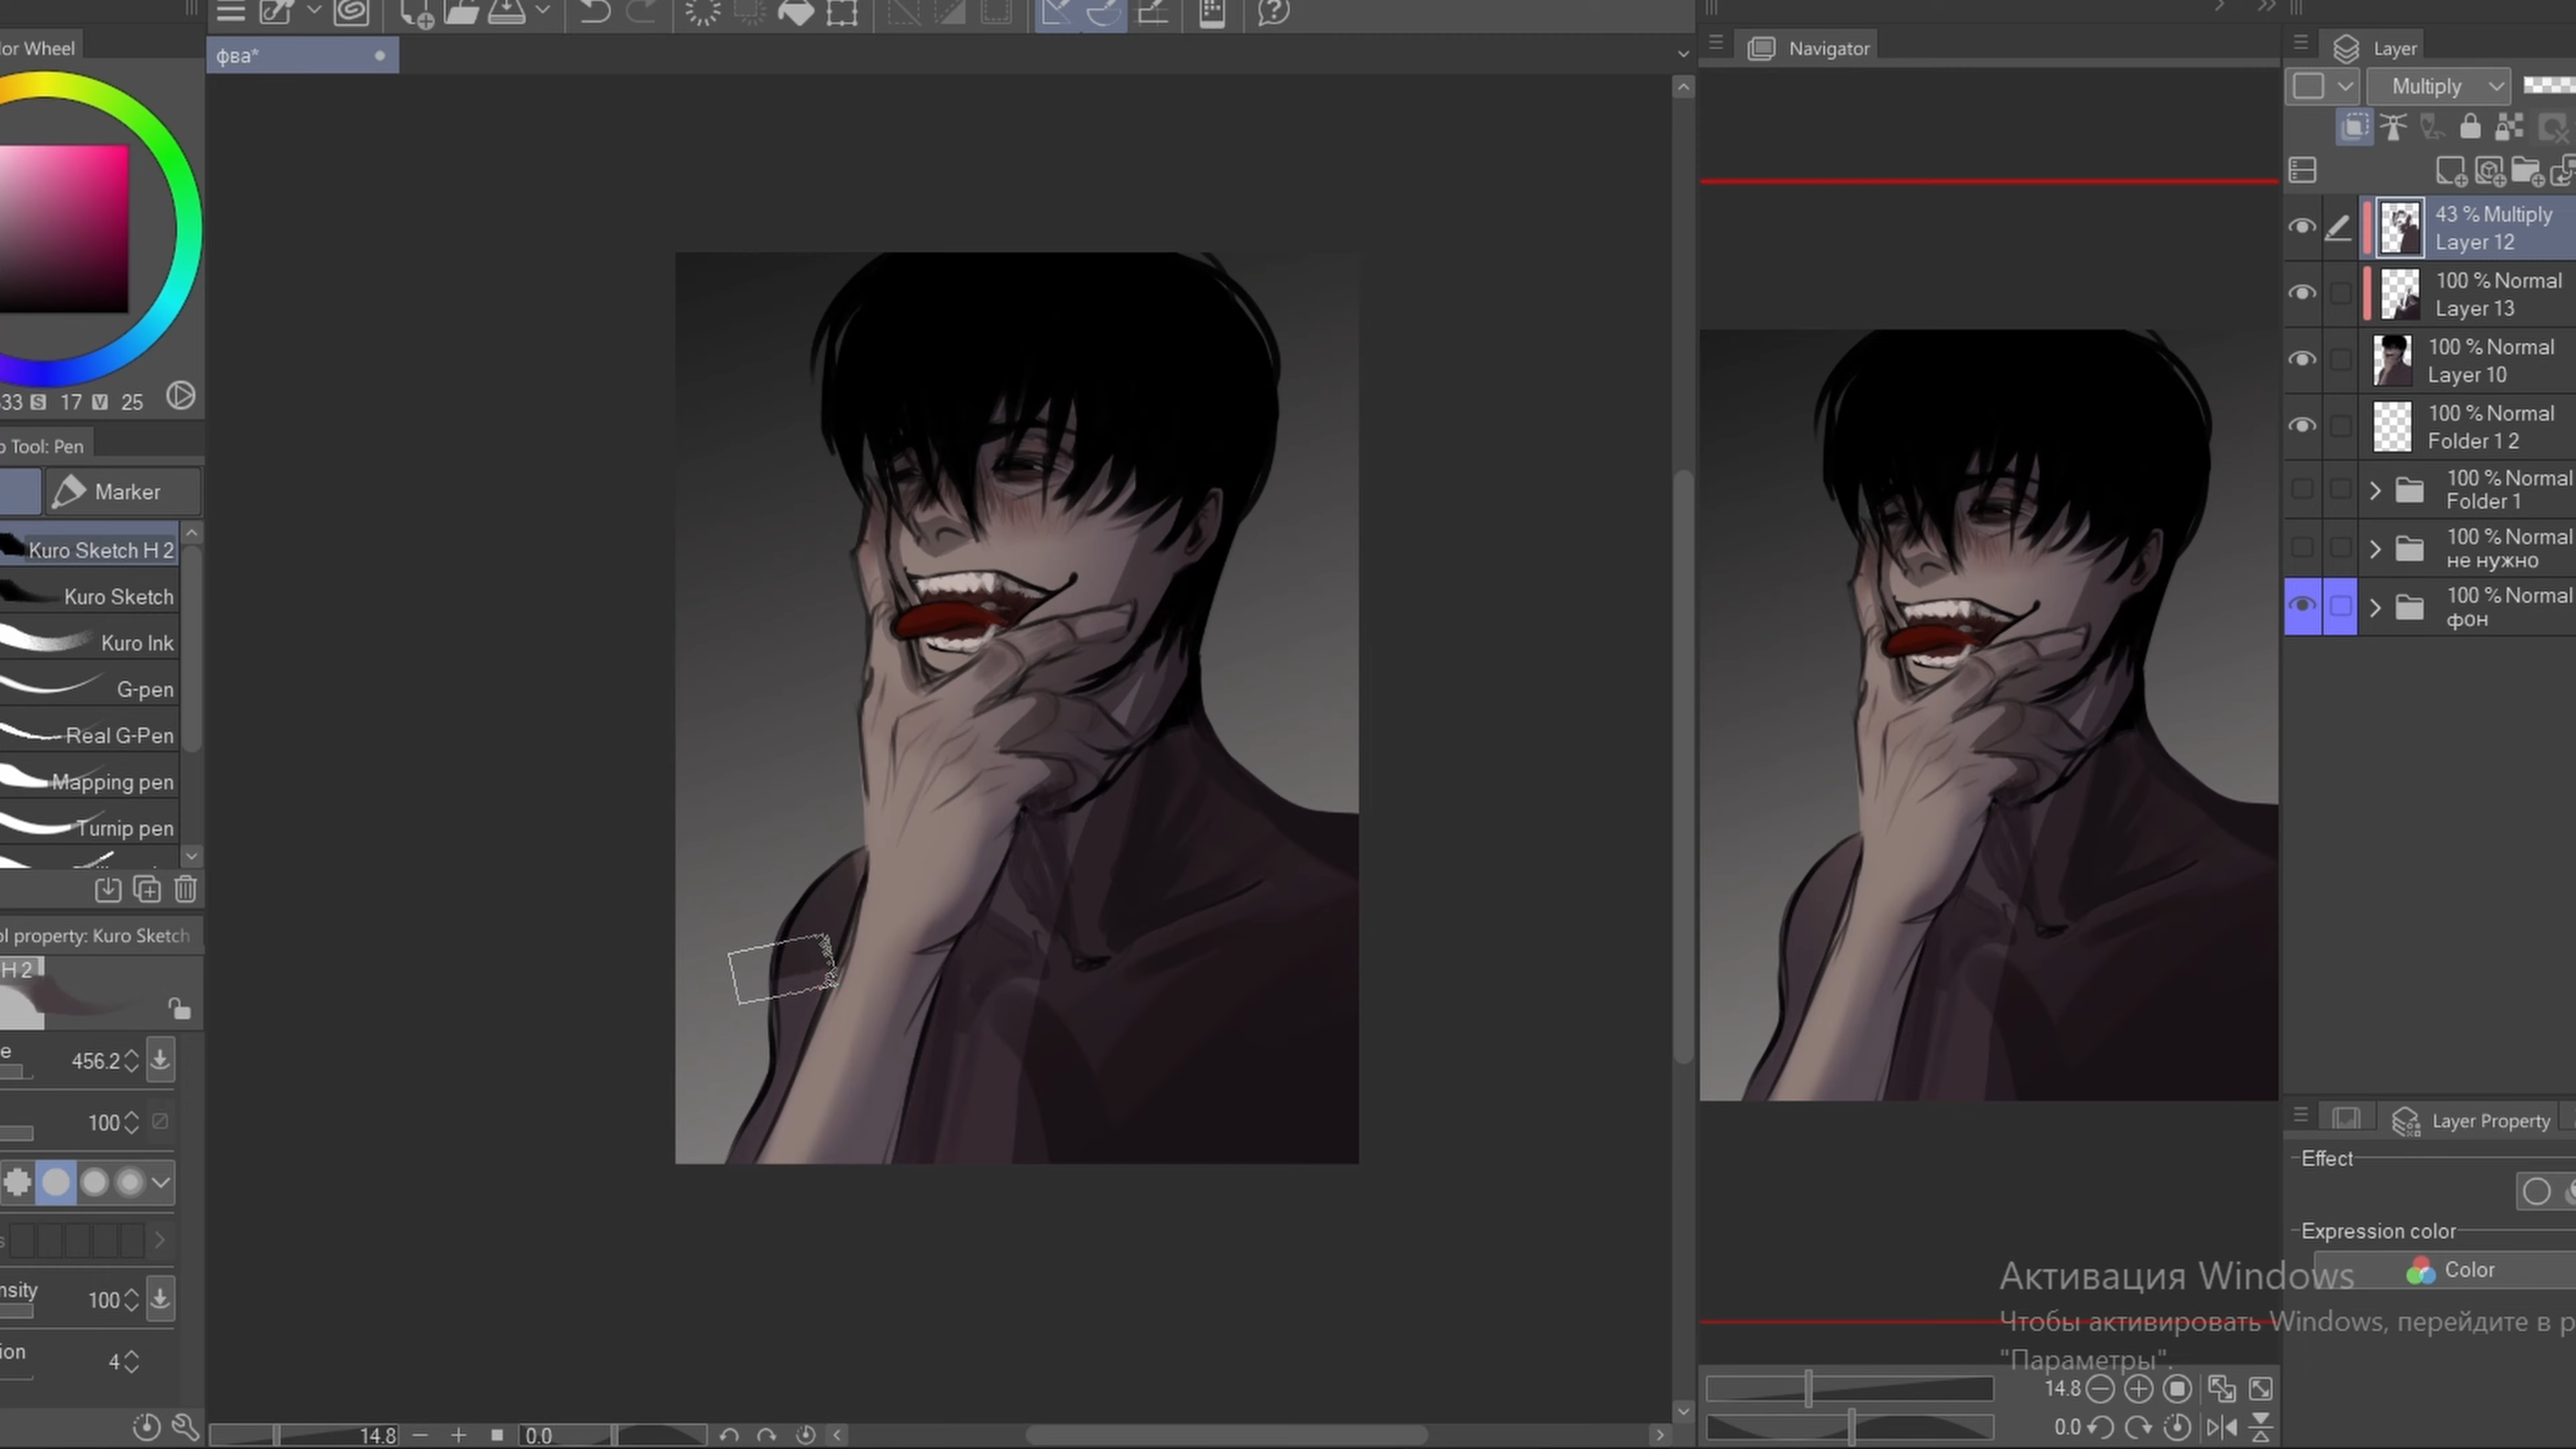 or Wheel
фва*
Navigator
Layer
Multiply
43 % Multiply
Layer 12
100 % Normal
Layer 13
100 % Normal
Layer 10
100 % Normal
Folder 1 2
100 % Normal
Folder 1
100 % Normal
не нужно
100 % Normal
фон
33 S 17 V 25
Tool: Pen
Marker
Kuro Sketch H 2
Kuro Sketch
Kuro Ink
G-pen
Real G-Pen
Mapping pen
Turnip pen
ol property: Kuro Sketch
H 2
e 456.2
100
s
nsity 100
ion 4
14.8
0.0
Layer Property
Effect
Expression color
Color
Активация Windows
Чтобы активировать Windows, перейдите в р
"Параметры".
14.8
0.0